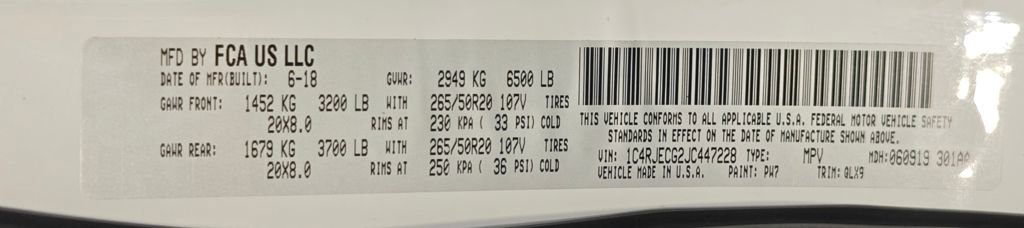 MFD BY FCA US LLC
DATE OF MFR(BUILT): 6-18 GVWR: 2949 KG 6500 LB
GAWR FRONT: 1452 KG 3200 LB WITH 265/50R20 107V TIRES
20X8.0 RIMS AT 230 KPA ( 33 PSI) COLD
GAWR REAR: 1679 KG 3700 LB WITH 265/50R20 107V TIRES
20X8.0 RIMS AT 250 KPA ( 36 PSI) COLD
THIS VEHICLE CONFORMS TO ALL APPLICABLE U.S.A. FEDERAL MOTOR VEHICLE SAFETY
STANDARDS IN EFFECT ON THE DATE OF MANUFACTURE SHOWN ABOVE.
VIN: 1C4RJECG2JC447228 TYPE: MPV MDH:060919 301AA
VEHICLE MADE IN U.S.A. PAINT: PW7 TRIM: QLX9